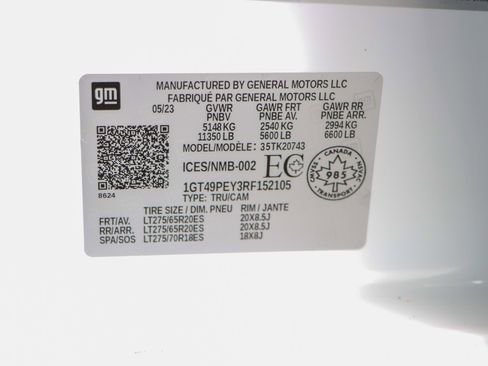 gm
MANUFACTURED BY GENERAL MOTORS LLC
FABRIQUÉ PAR GENERAL MOTORS LLC
05/23 GVWR GAWR FRT GAWR RR
PNBV PNBE AV. PNBE ARR.
5148 KG 2540 KG 2994 KG
11350 LB 5600 LB 6600 LB
MODEL/MODÈLE: 35TK20743
ICES/NMB-002 EC
CANADA
985
TRANSPORT
1GT49PEY3RF152105
8624
TYPE: TRU/CAM
TIRE SIZE / DIM. PNEU RIM / JANTE
FRT/AV. LT275/65R20ES 20X8.5J
RR/ARR. LT275/65R20ES 20X8.5J
SPA/SOS LT275/70R18ES 18X8J